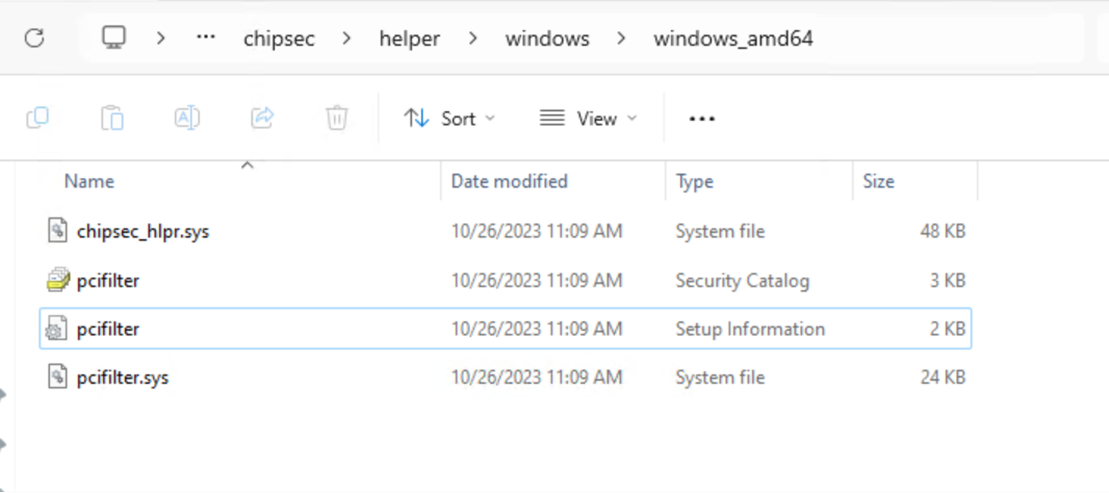 ... chipsec helper windows windows_amd64
Sort View ...
Name Date modified Type Size
chipsec_hlpr.sys 10/26/2023 11:09 AM System file 48 KB
pcifilter 10/26/2023 11:09 AM Security Catalog 3 KB
pcifilter 10/26/2023 11:09 AM Setup Information 2 KB
pcifilter.sys 10/26/2023 11:09 AM System file 24 KB